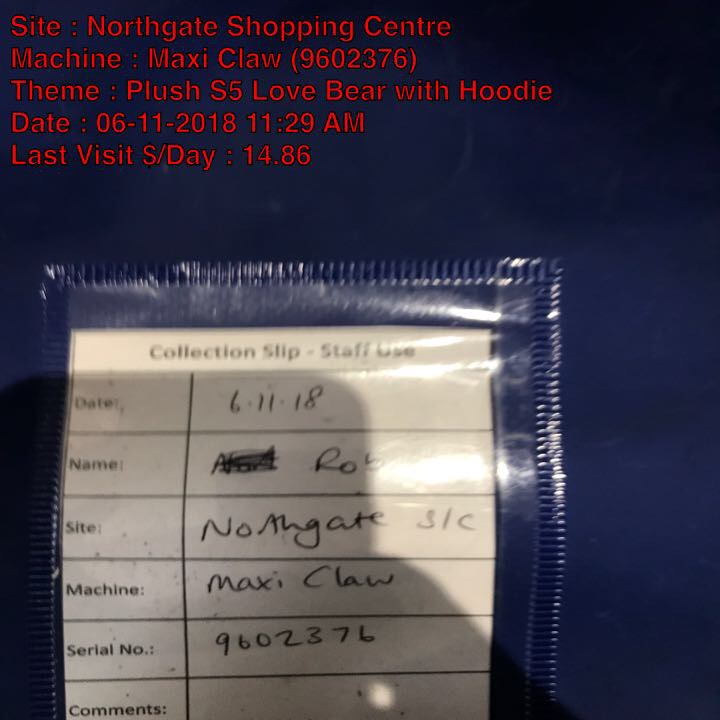 Site : Northgate Shopping Centre
Machine : Maxi Claw (9602376)
Theme : Plush S5 Love Bear with Hoodie
Date : 06-11-2018 11:29 AM
Last Visit $/Day : 14.86
Collection Slip - Staff Use
Date: 6.11.18
Name: Rob
Site: Northgate S/C
Machine: Maxi Claw
Serial No.: 9602376
Comments: